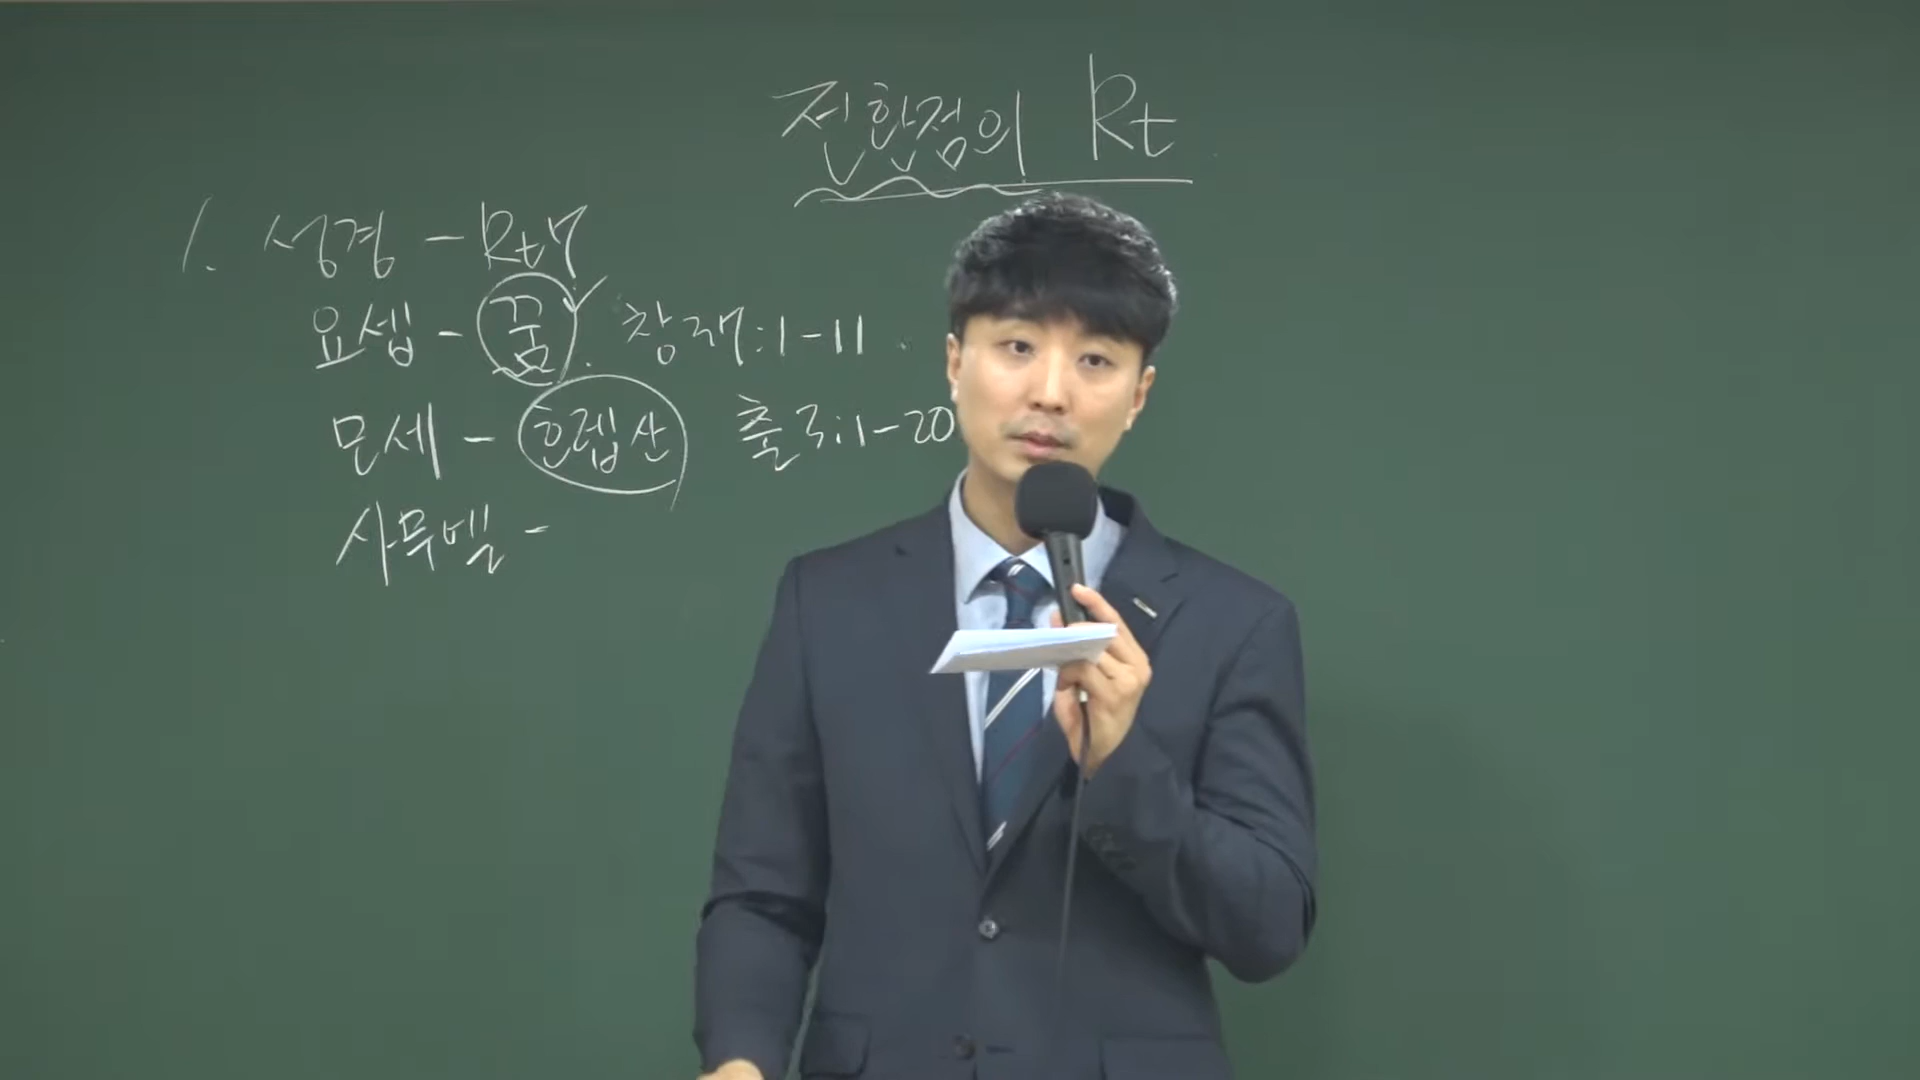 전환점의 Rt
1. 성경 - Rt7
요셉 - 꿈. 창37:1-11
모세 - 호렙산 출3:1-20
사무엘 -